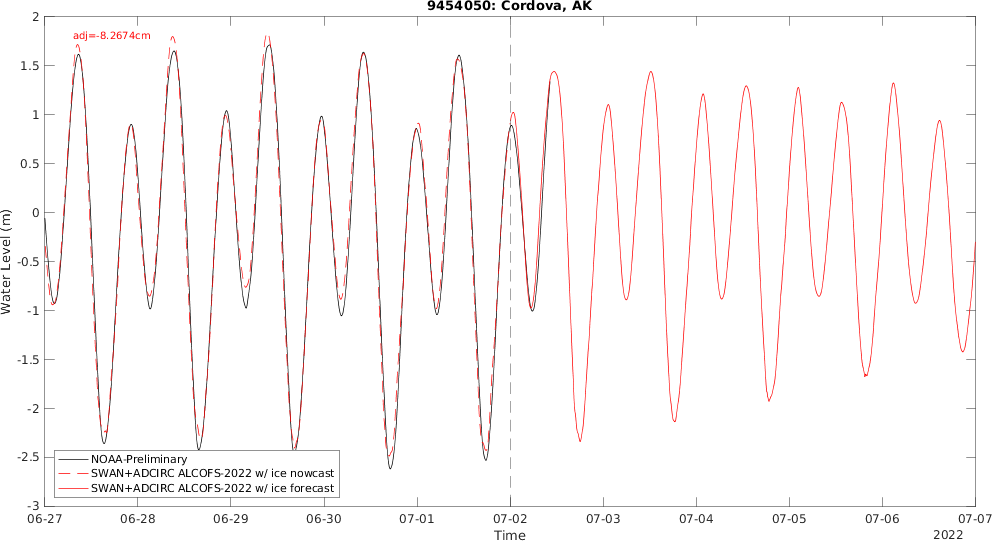 9454050: Cordova, AK
adj=-8.2674cm
Water Level (m)
2
1.5
1
0.5
0
-0.5
-1
-1.5
-2
-2.5
-3
NOAA-Preliminary
SWAN+ADCIRC ALCOFS-2022 w/ ice nowcast
SWAN+ADCIRC ALCOFS-2022 w/ ice forecast
06-27 06-28 06-29 06-30 07-01 07-02 07-03 07-04 07-05 07-06 07-07
Time
2022